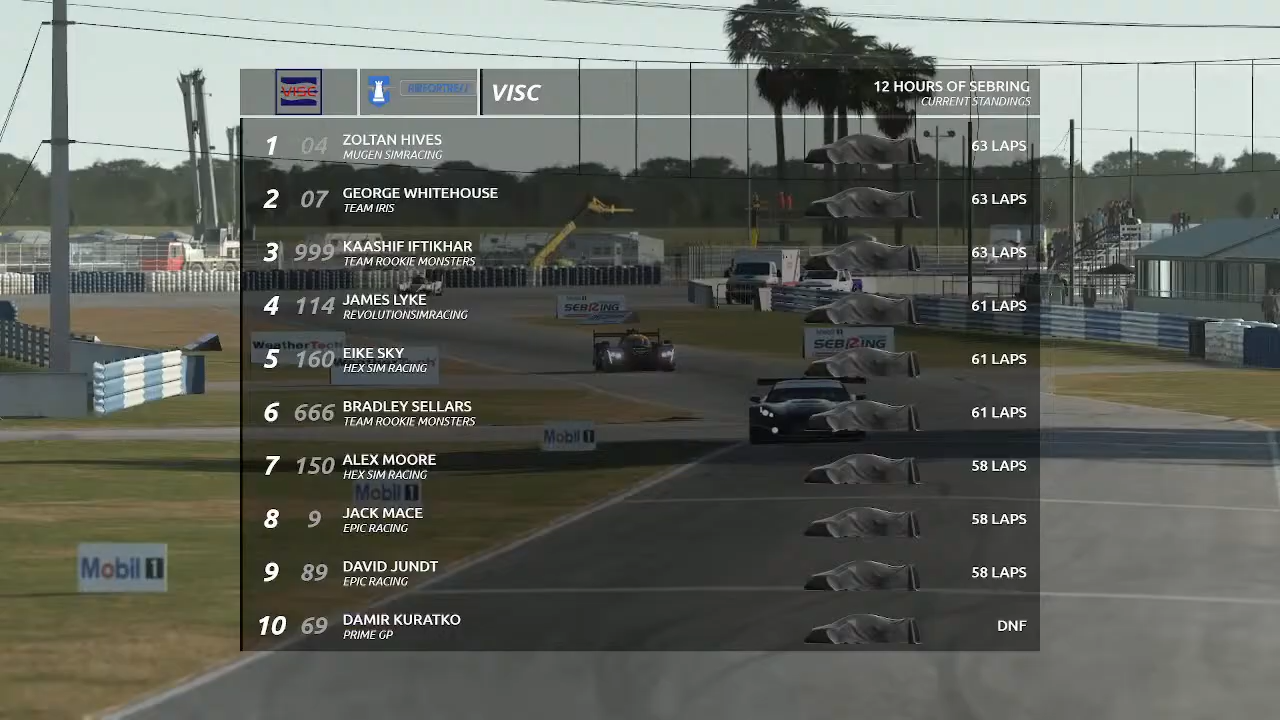 VISC
AIRFORTRESS
VISC
12 HOURS OF SEBRING
CURRENT STANDINGS
1 04 ZOLTAN HIVES 63 LAPS
MUGEN SIMRACING
2 07 GEORGE WHITEHOUSE 63 LAPS
TEAM IRIS
3 999 KAASHIF IFTIKHAR 63 LAPS
TEAM ROOKIE MONSTERS
4 114 JAMES LYKE 61 LAPS
REVOLUTIONSIMRACING
5 160 EIKE SKY 61 LAPS
HEX SIM RACING
6 666 BRADLEY SELLARS 61 LAPS
TEAM ROOKIE MONSTERS
7 150 ALEX MOORE 58 LAPS
HEX SIM RACING
8 9 JACK MACE 58 LAPS
EPIC RACING
9 89 DAVID JUNDT 58 LAPS
EPIC RACING
10 69 DAMIR KURATKO DNF
PRIME GP
SEBRING
SEBRING
WeatherTech
Mobil 1
Mobil 1
Mobil 1